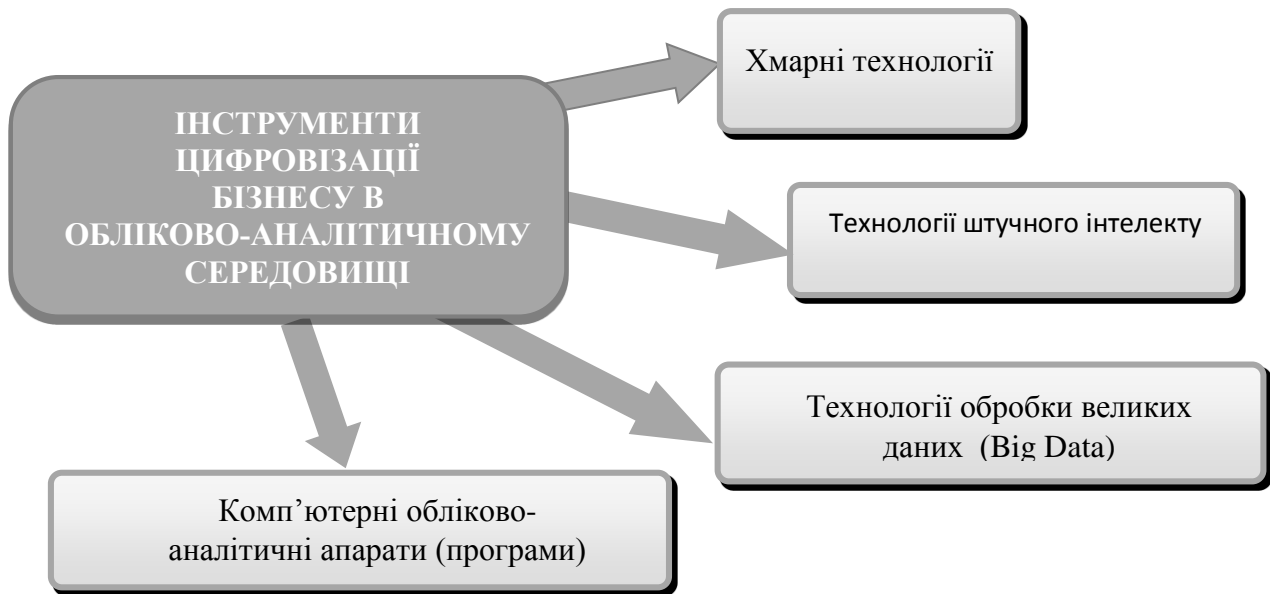 ІНСТРУМЕНТИ
ЦИФРОВІЗАЦІЇ
БІЗНЕСУ В
ОБЛІКОВО-АНАЛІТИЧНОМУ
СЕРЕДОВИЩІ
Хмарні технології
Технології штучного інтелекту
Технології обробки великих
даних (Big Data)
Комп’ютерні обліково-
аналітичні апарати (програми)